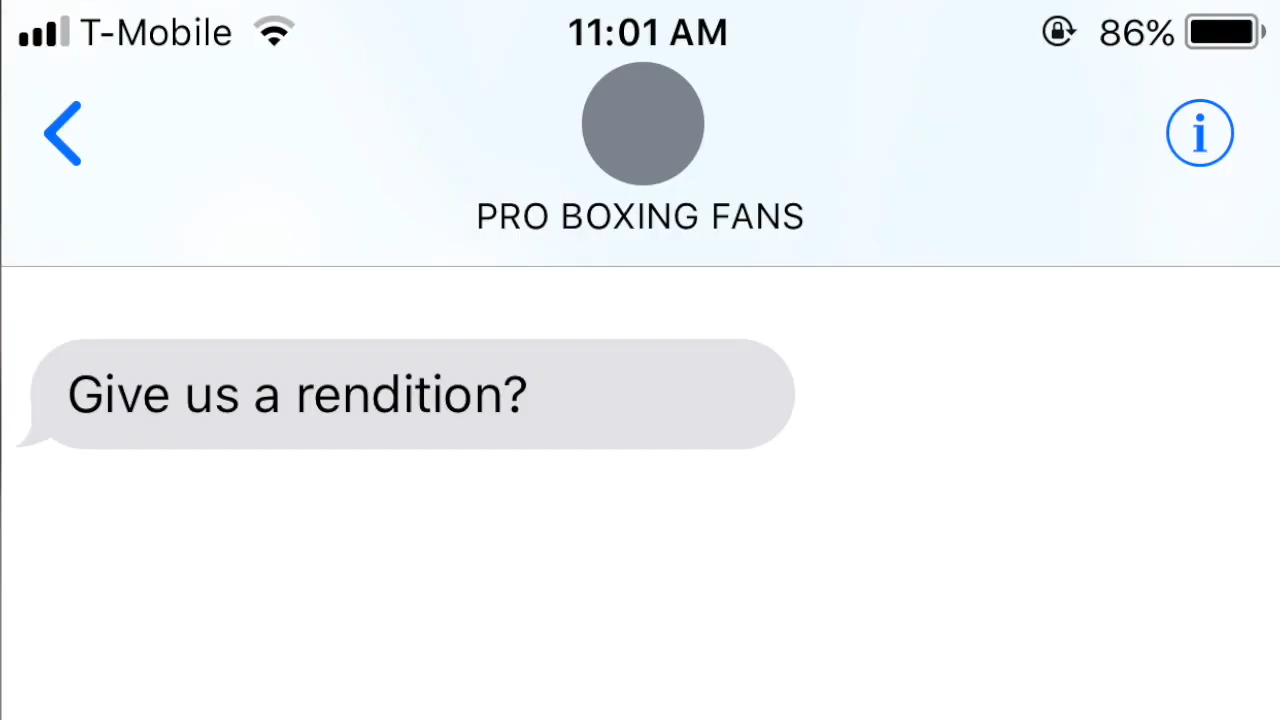 T-Mobile 11:01 AM 86%
PRO BOXING FANS
Give us a rendition?